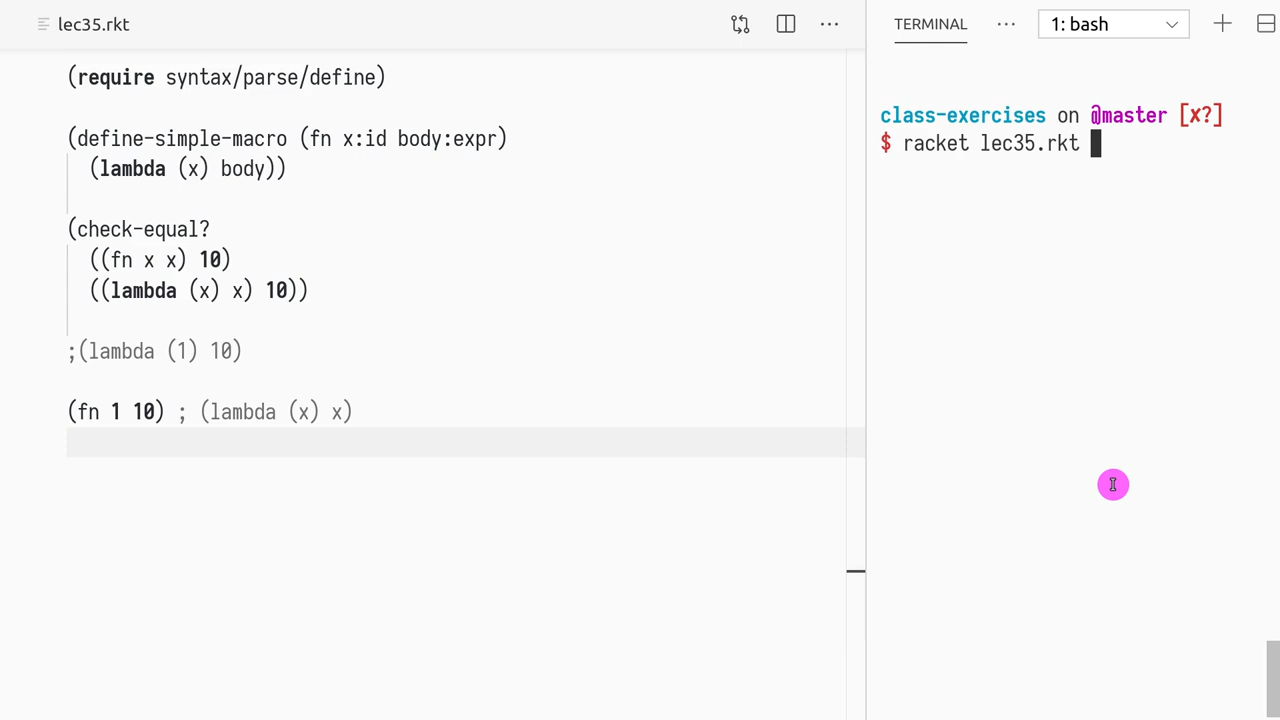 lec35.rkt
(require syntax/parse/define)
(define-simple-macro (fn x:id body:expr)
(lambda (x) body))
(check-equal?
((fn x x) 10)
((lambda (x) x) 10))
;(lambda (1) 10)
(fn 1 10) ; (lambda (x) x)
TERMINAL
1: bash
class-exercises on @master [x?]
$ racket lec35.rkt